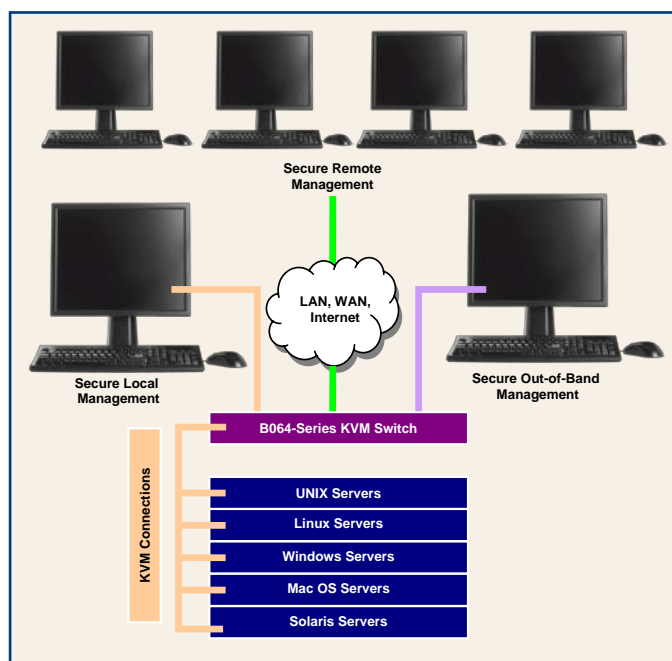 Secure Remote
Management
LAN, WAN,
Internet
Secure Local
Management
Secure Out-of-Band
Management
B064-Series KVM Switch
KVM Connections
UNIX Servers
Linux Servers
Windows Servers
Mac OS Servers
Solaris Servers